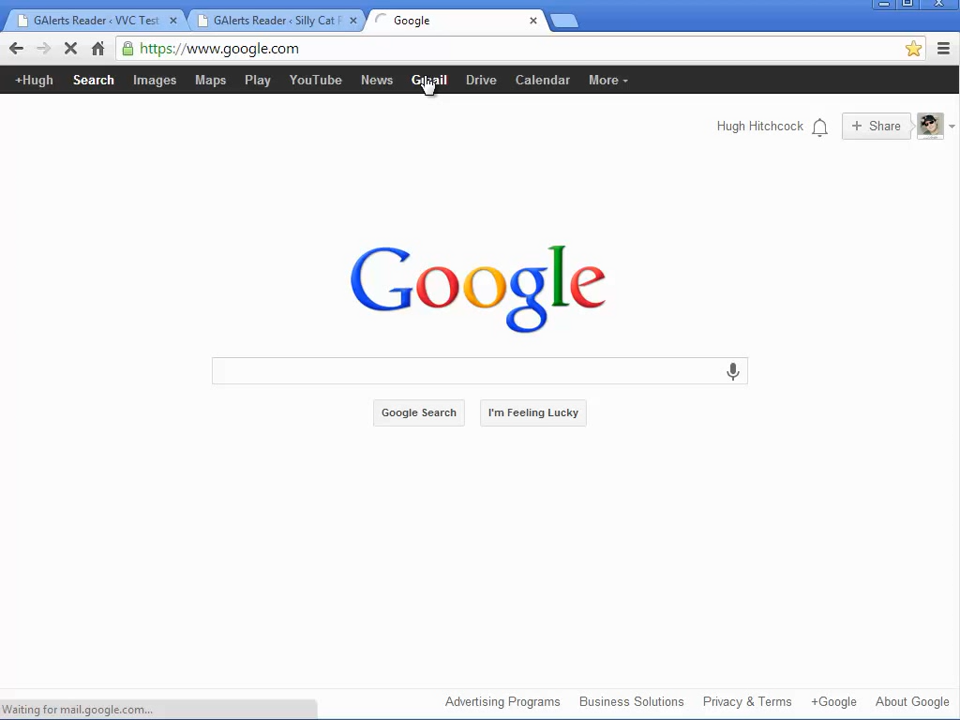 GAlerts Reader ‹ VVC Test
GAlerts Reader ‹ Silly Cat P
Google
https://www.google.com
+Hugh Search Images Maps Play YouTube News Gmail Drive Calendar More
Hugh Hitchcock + Share
Google
Google Search I'm Feeling Lucky
Advertising Programs Business Solutions Privacy & Terms +Google About Google
Waiting for mail.google.com...